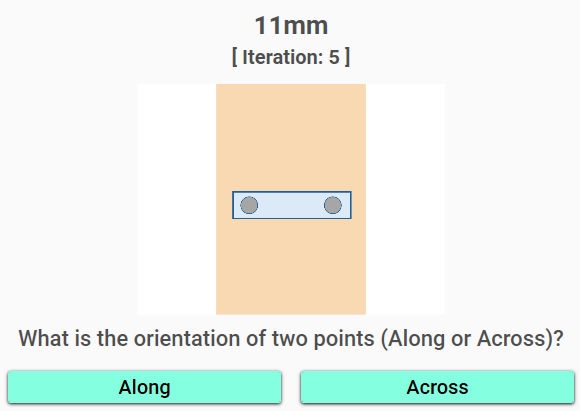 11mm
[ Iteration: 5 ]
What is the orientation of two points (Along or Across)?
Along
Across